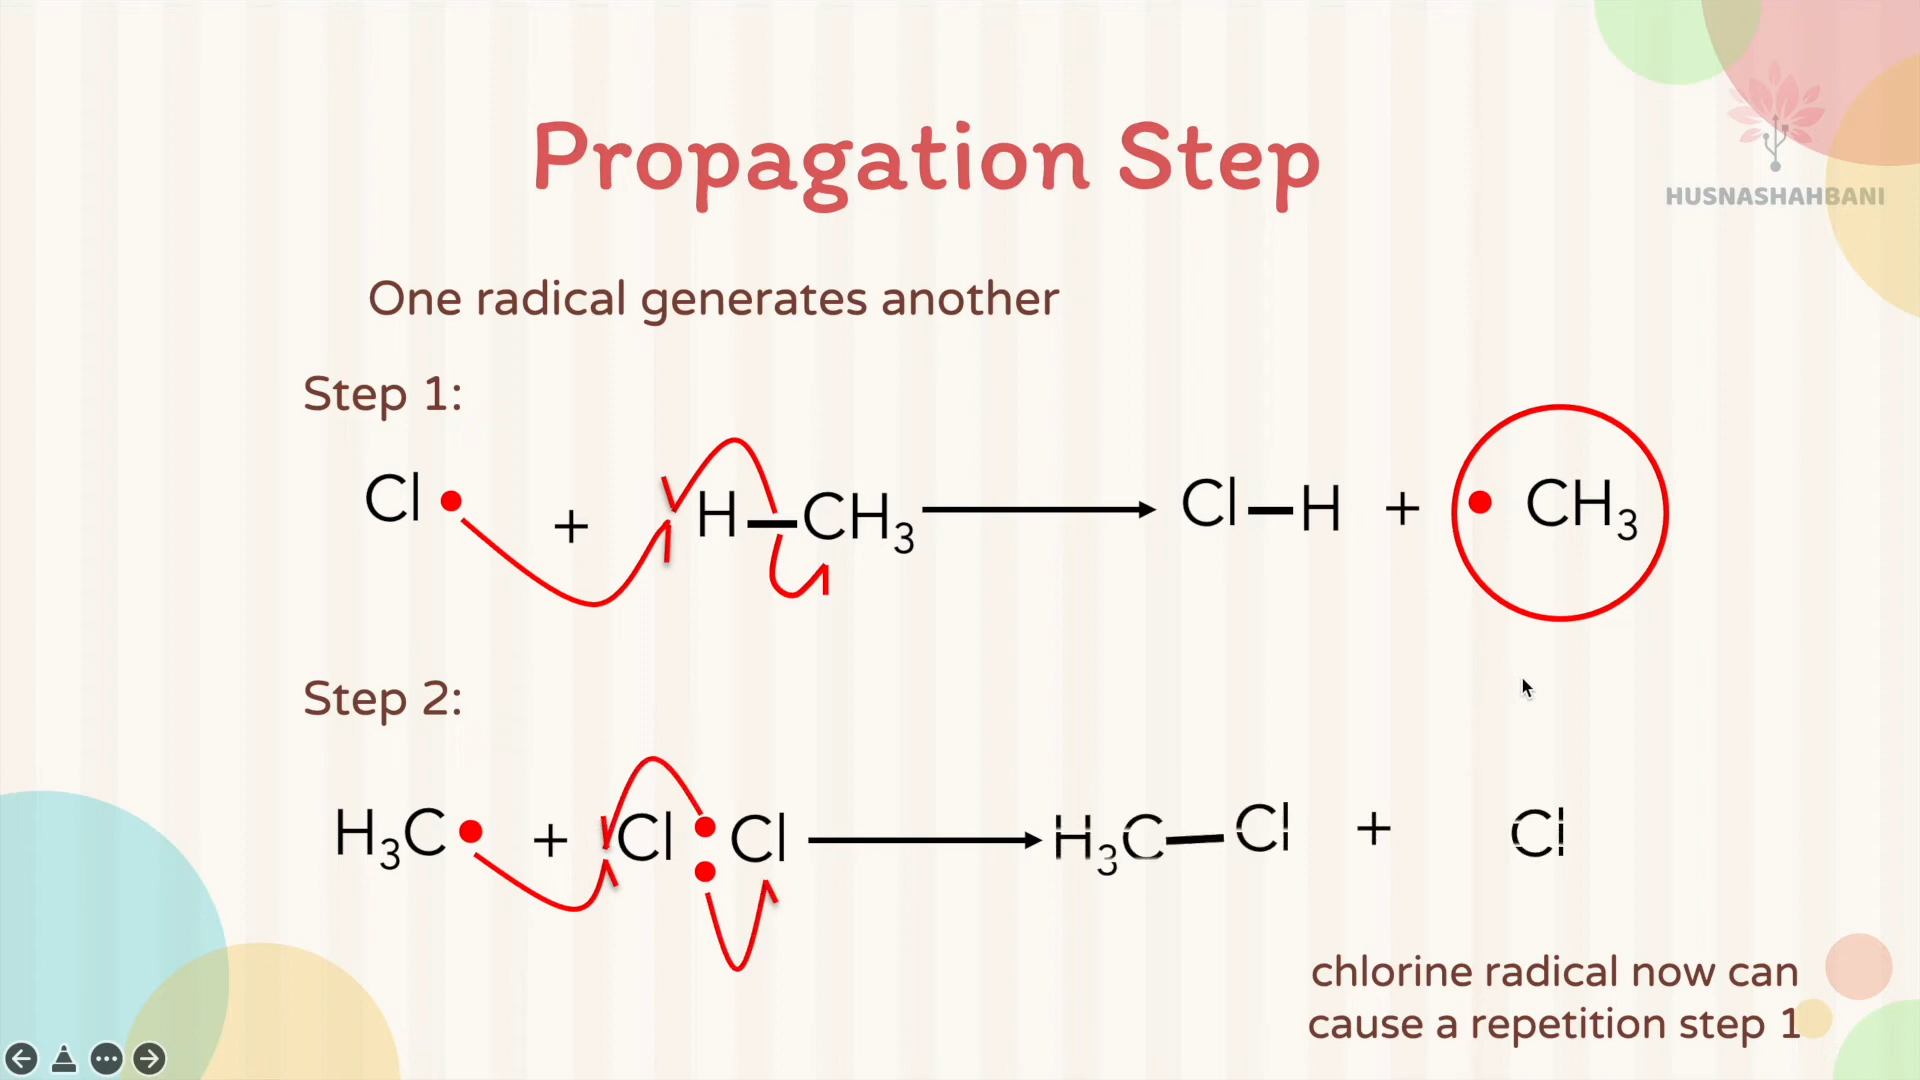 Propagation Step
HUSNASHAHBANI
One radical generates another
Step 1:
Cl• + H—CH₃ → Cl—H + •CH₃
Step 2:
H₃C• + Cl : Cl → H₃C—Cl + Cl
chlorine radical now can
cause a repetition step 1